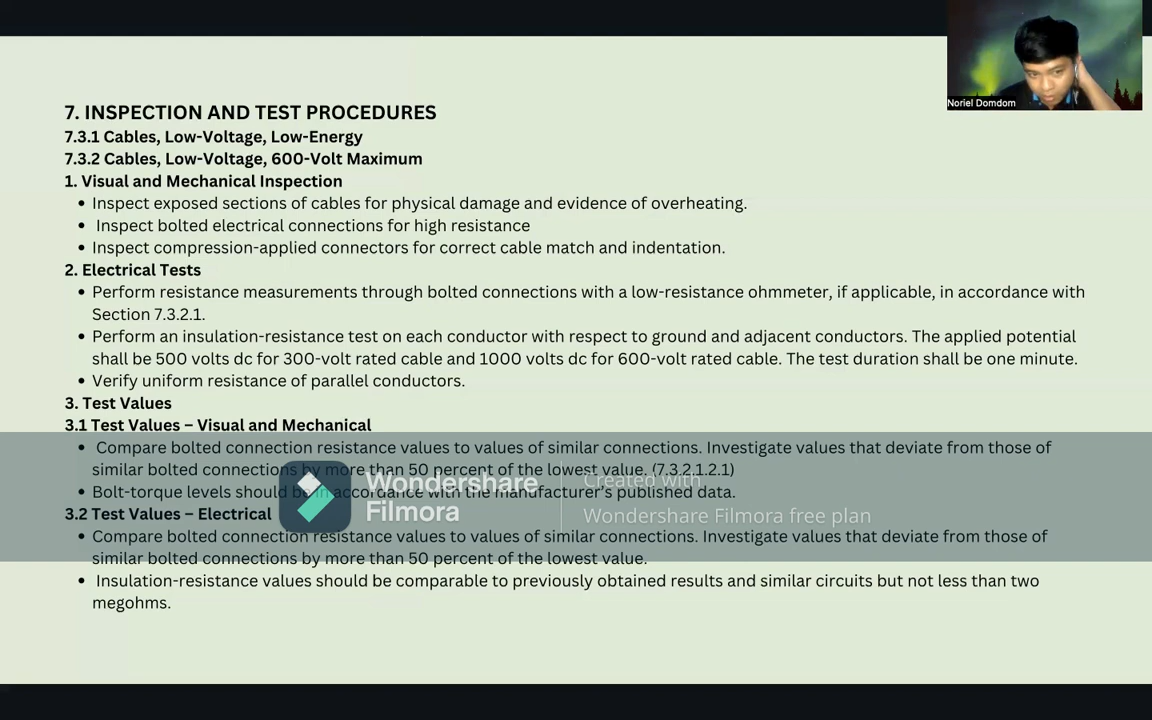 Noriel Domdom
7. INSPECTION AND TEST PROCEDURES
7.3.1 Cables, Low-Voltage, Low-Energy
7.3.2 Cables, Low-Voltage, 600-Volt Maximum
1. Visual and Mechanical Inspection
• Inspect exposed sections of cables for physical damage and evidence of overheating.
• Inspect bolted electrical connections for high resistance
• Inspect compression-applied connectors for correct cable match and indentation.
2. Electrical Tests
• Perform resistance measurements through bolted connections with a low-resistance ohmmeter, if applicable, in accordance with
Section 7.3.2.1.
• Perform an insulation-resistance test on each conductor with respect to ground and adjacent conductors. The applied potential
shall be 500 volts dc for 300-volt rated cable and 1000 volts dc for 600-volt rated cable. The test duration shall be one minute.
• Verify uniform resistance of parallel conductors.
3. Test Values
3.1 Test Values – Visual and Mechanical
• Compare bolted connection resistance values to values of similar connections. Investigate values that deviate from those of
similar bolted connections by more than 50 percent of the lowest value. (7.3.2.1.2.1)
• Bolt-torque levels should be in accordance with the manufacturer's published data.
3.2 Test Values – Electrical
• Compare bolted connection resistance values to values of similar connections. Investigate values that deviate from those of
similar bolted connections by more than 50 percent of the lowest value.
• Insulation-resistance values should be comparable to previously obtained results and similar circuits but not less than two
megohms.
Wondershare
Filmora
Created with
Wondershare Filmora free plan